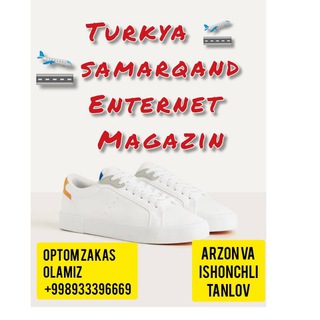 Turkya
samarqand
Enternet
Magazin
OPTOM ZAKAS
OLAMIZ
+998933396669
ARZON VA
ISHONCHLI
TANLOV